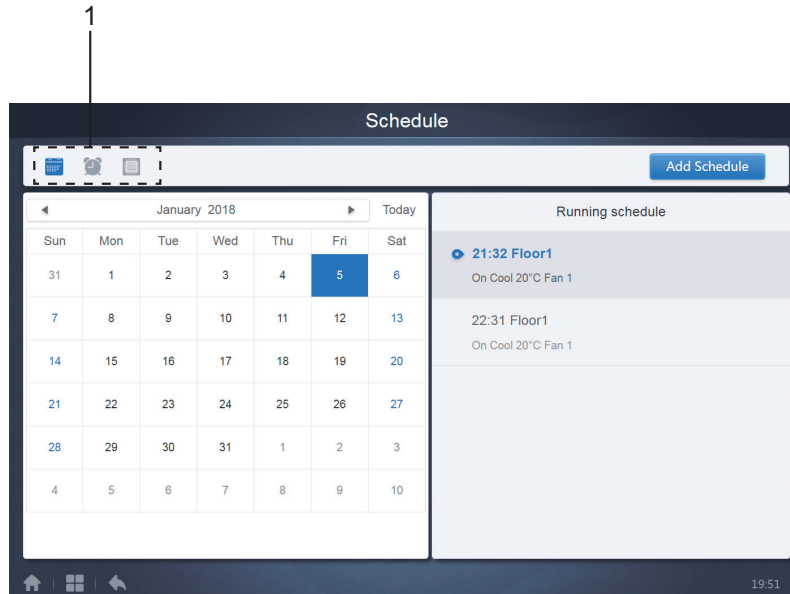 1
Schedule
Add Schedule
January 2018 Today
Sun Mon Tue Wed Thu Fri Sat
31 1 2 3 4 5 6
7 8 9 10 11 12 13
14 15 16 17 18 19 20
21 22 23 24 25 26 27
28 29 30 31 1 2 3
4 5 6 7 8 9 10
Running schedule
21:32 Floor1
On Cool 20°C Fan 1
22:31 Floor1
On Cool 20°C Fan 1
19:51